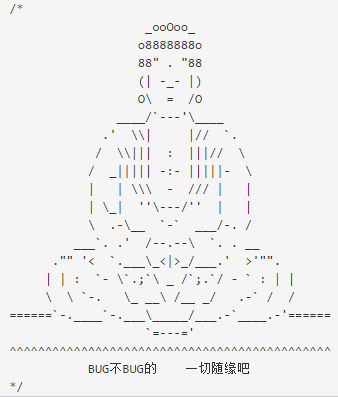 /*
                   _ooOoo_
                  o8888888o
                  88" . "88
                  (| -_- |)
                  O\  =  /O
               ____/`---'\____
             .'  \\|     |//  `.
            /  \\|||  :  |||//  \
           /  _||||| -:- |||||-  \
           |   | \\\  -  /// |   |
           | \_|  ''\---/''  |   |
           \  .-\__  `-`  ___/-. /
         ___`. .'  /--.--\  `. . __
      ."" '<  `.___\_<|>_/___.'  >'"".
     | | :  `- \`.;`\ _ /`;.`/ - ` : | |
     \  \ `-.   \_ __\ /__ _/   .-` /  /
======`-.____`-.___\_____/___.-`____.-'======
                   `=---='
^^^^^^^^^^^^^^^^^^^^^^^^^^^^^^^^^^^^^^^^^^^^^
           BUG不BUG的    一切随缘吧
*/